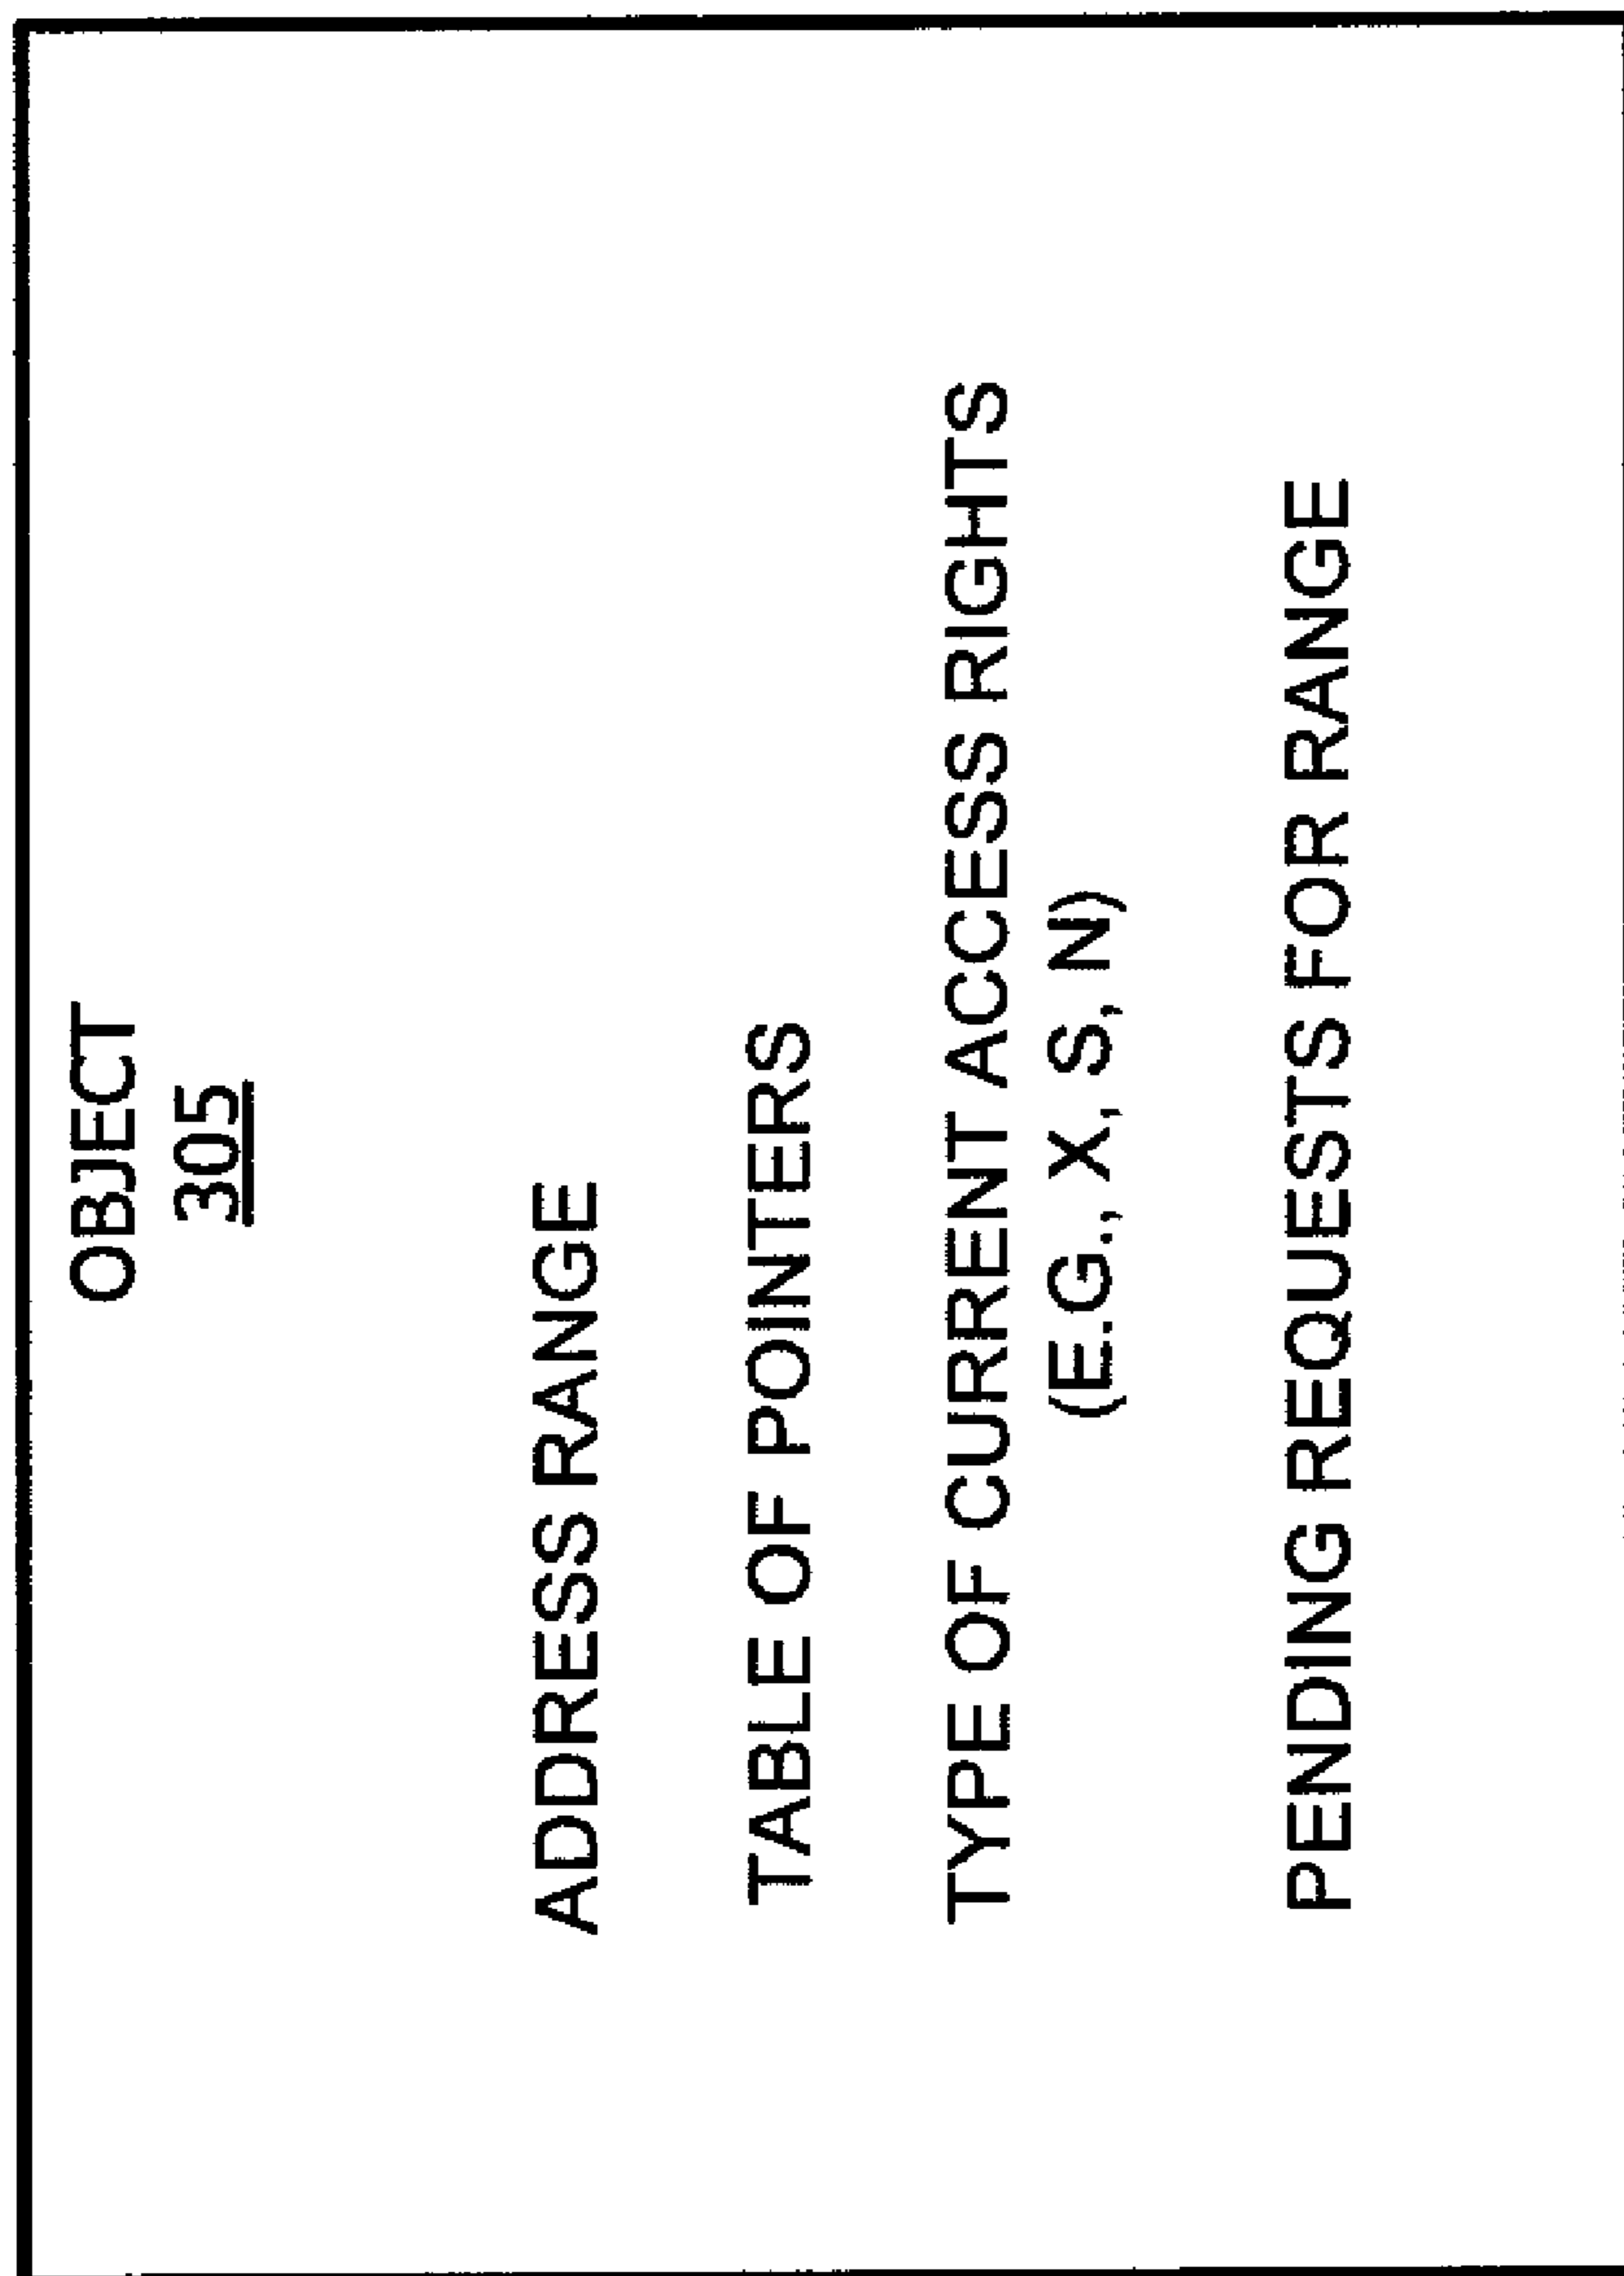 OBJECT
305
ADDRESS RANGE
TABLE OF POINTERS
TYPE OF CURRENT ACCESS RIGHTS
(E.G., X, S, N)
PENDING REQUESTS FOR RANGE